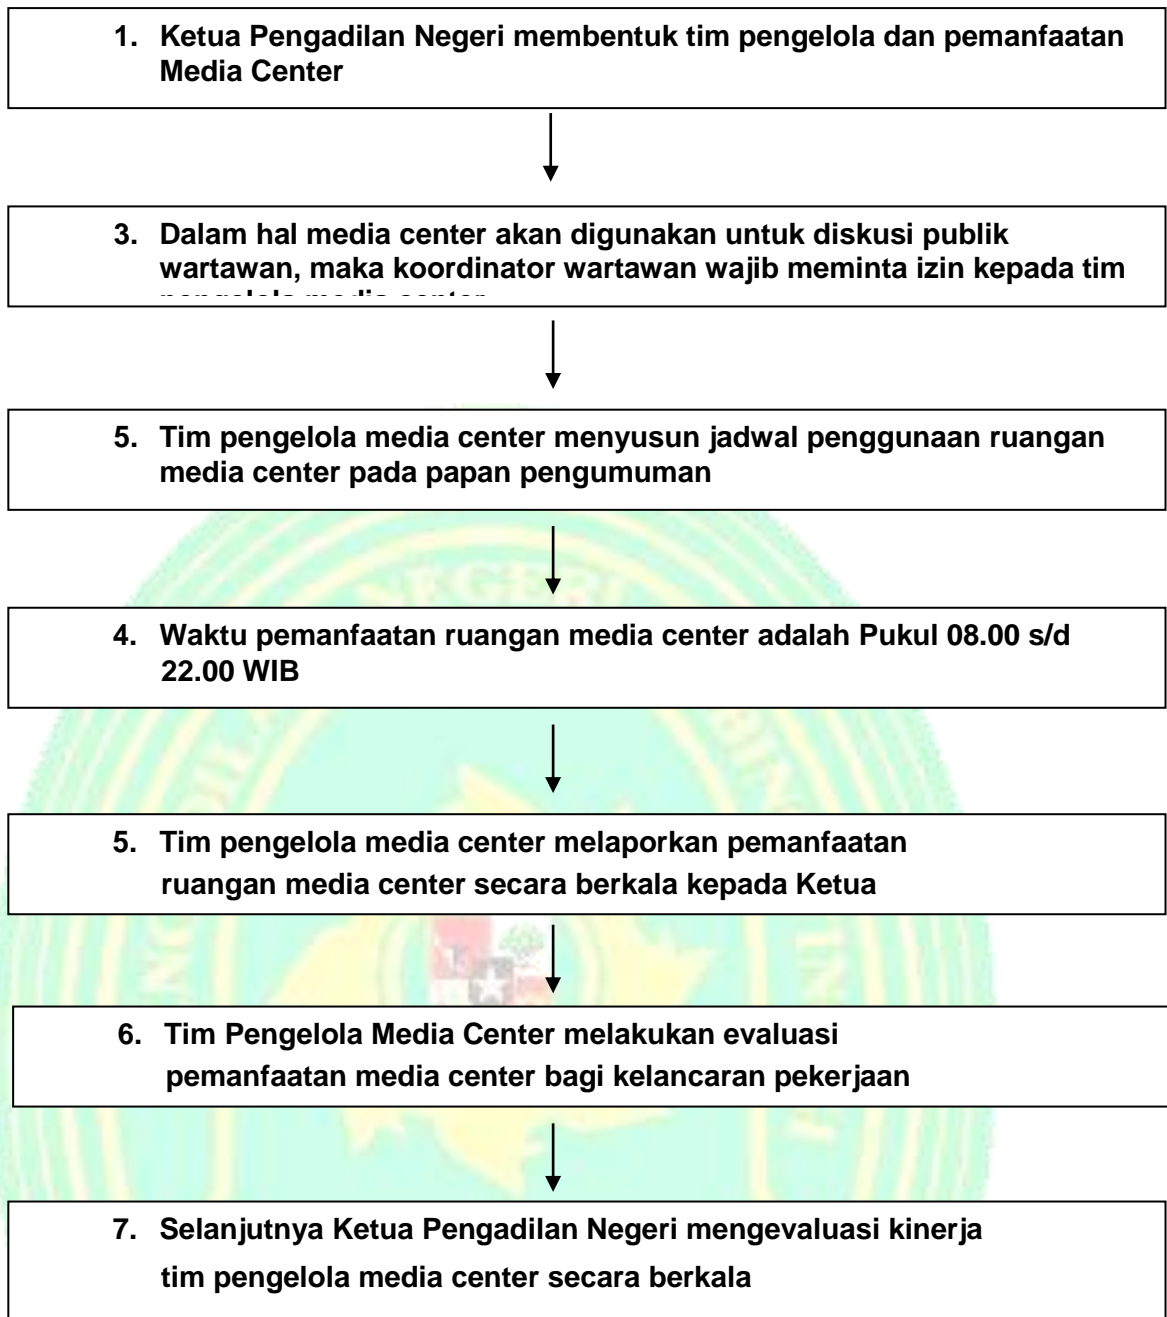 1. Ketua Pengadilan Negeri membentuk tim pengelola dan pemanfaatan
Media Center
3. Dalam hal media center akan digunakan untuk diskusi publik
wartawan, maka koordinator wartawan wajib meminta izin kepada tim
pengelola media center
5. Tim pengelola media center menyusun jadwal penggunaan ruangan
media center pada papan pengumuman
NEGERI
4. Waktu pemanfaatan ruangan media center adalah Pukul 08.00 s/d
22.00 WIB
5. Tim pengelola media center melaporkan pemanfaatan
ruangan media center secara berkala kepada Ketua
6. Tim Pengelola Media Center melakukan evaluasi
pemanfaatan media center bagi kelancaran pekerjaan
7. Selanjutnya Ketua Pengadilan Negeri mengevaluasi kinerja
tim pengelola media center secara berkala